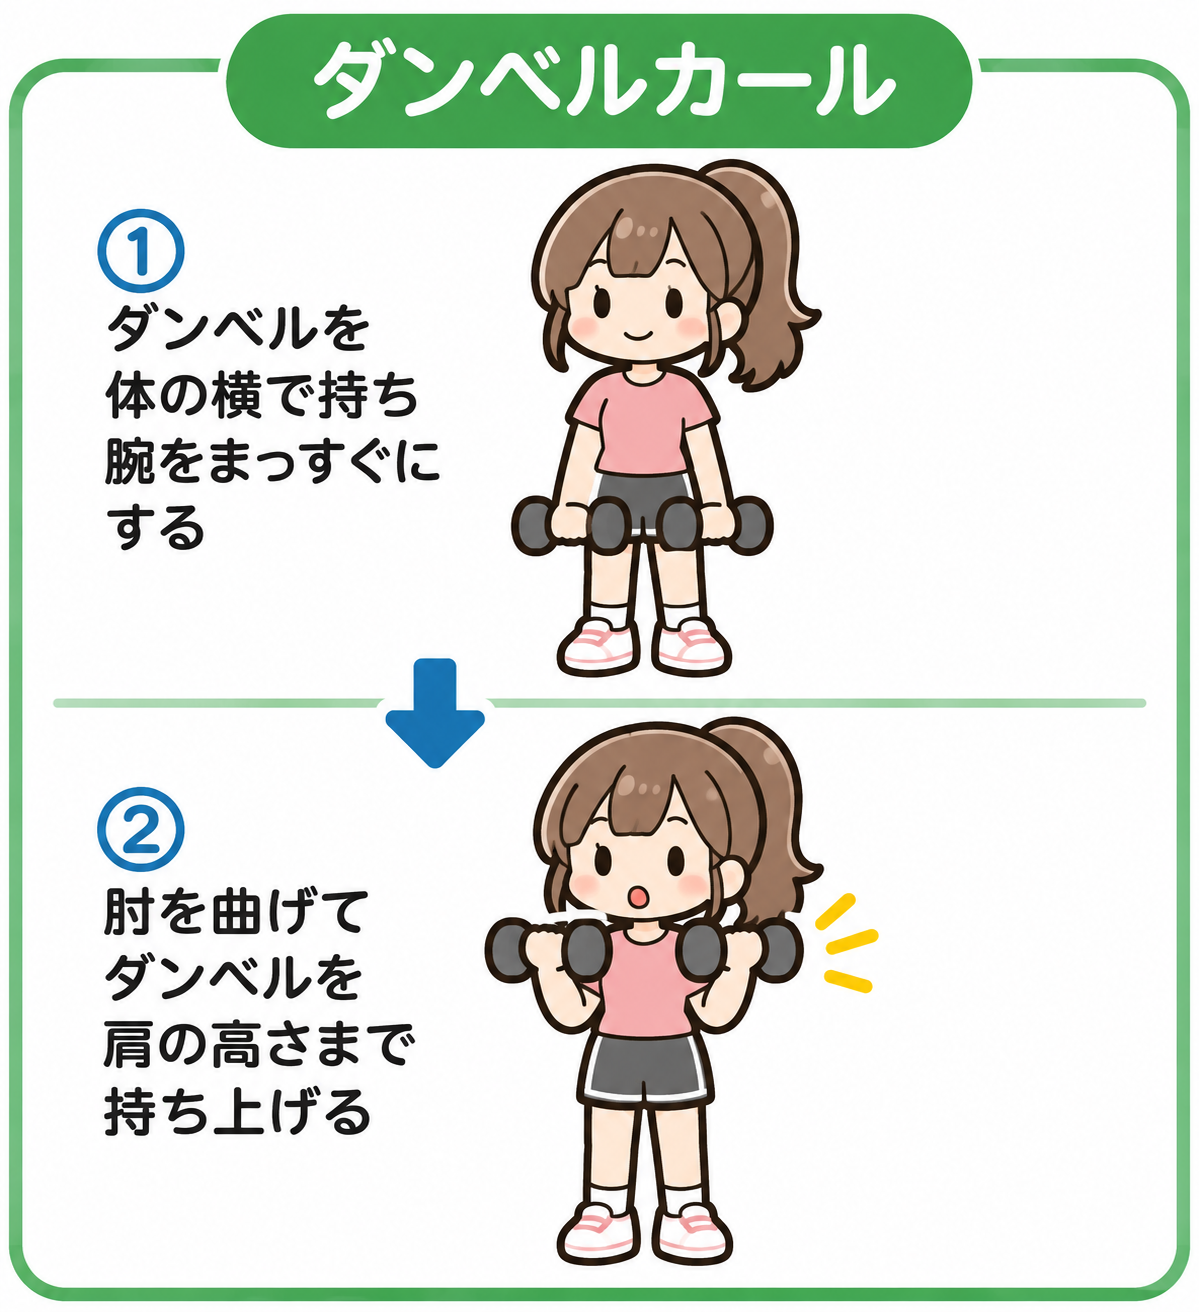 ダンベルカール
①
ダンベルを
体の横で持ち
腕をまっすぐに
する
②
肘を曲げて
ダンベルを
肩の高さまで
持ち上げる